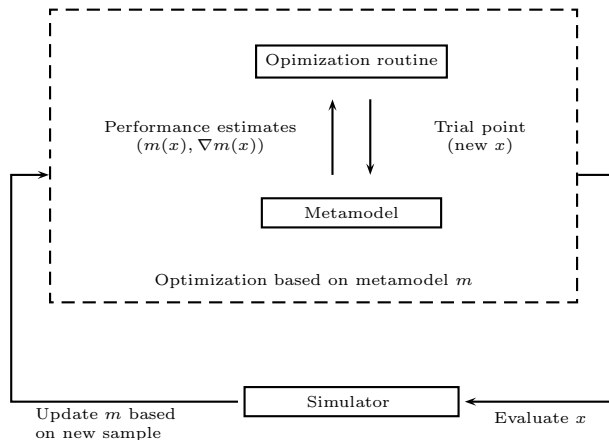 Opimization routine
Performance estimates
(m(x), ∇m(x))
Trial point
(new x)
Metamodel
Optimization based on metamodel m
Simulator
Update m based
on new sample
Evaluate x